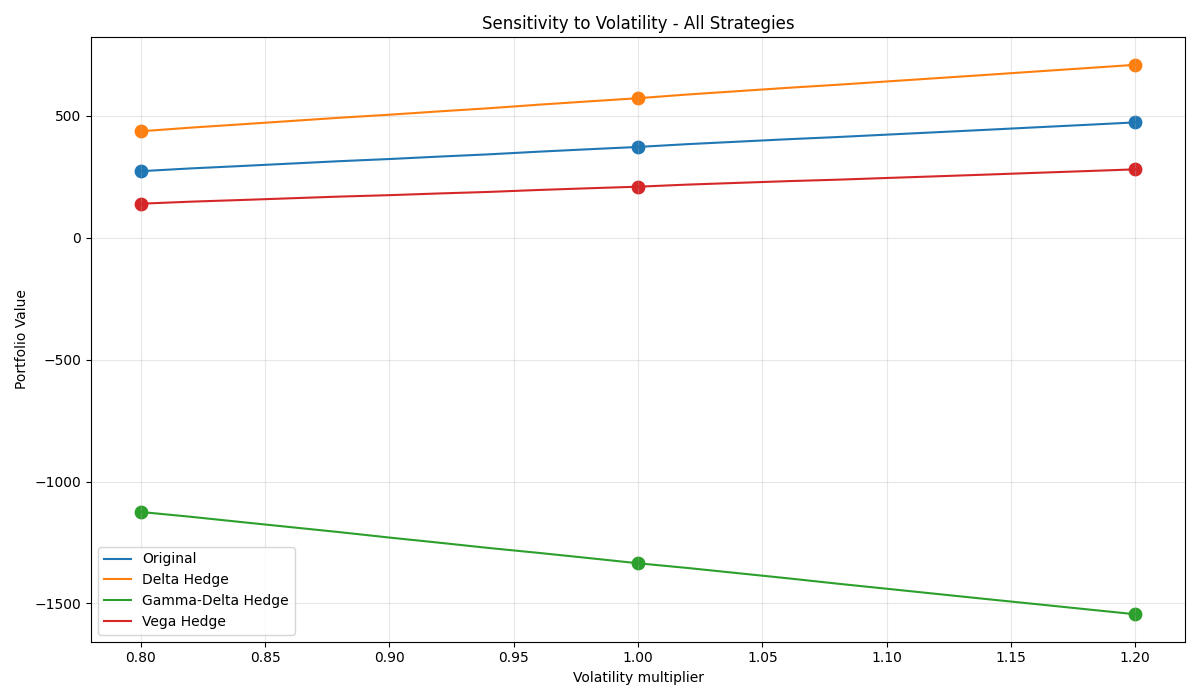 Sensitivity to Volatility - All Strategies
Portfolio Value
500
0
−500
−1000
−1500
Original
Delta Hedge
Gamma-Delta Hedge
Vega Hedge
0.80 0.85 0.90 0.95 1.00 1.05 1.10 1.15 1.20
Volatility multiplier